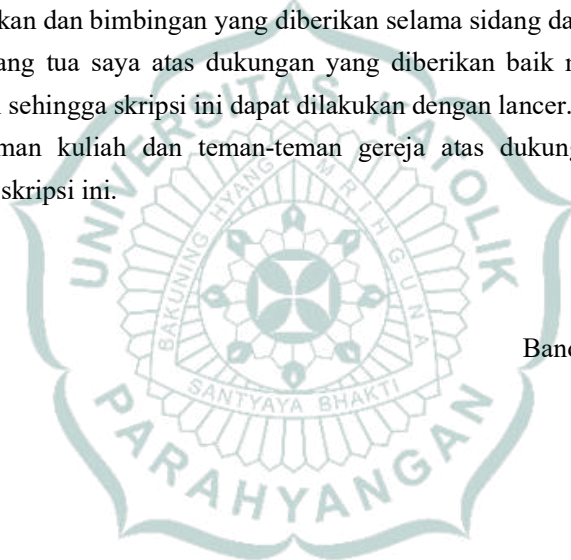 kan dan bimbingan yang diberikan selama sidang da
ang tua saya atas dukungan yang diberikan baik
sehingga skripsi ini dapat dilakukan dengan lancer.
man kuliah dan teman-teman gereja atas dukung
skripsi ini.
Band
UNIVERSITAS KATOLIK
BAKUNING HYANG MRIH GUNA
SANTYAYA BHAKTI
PARAHYANGAN